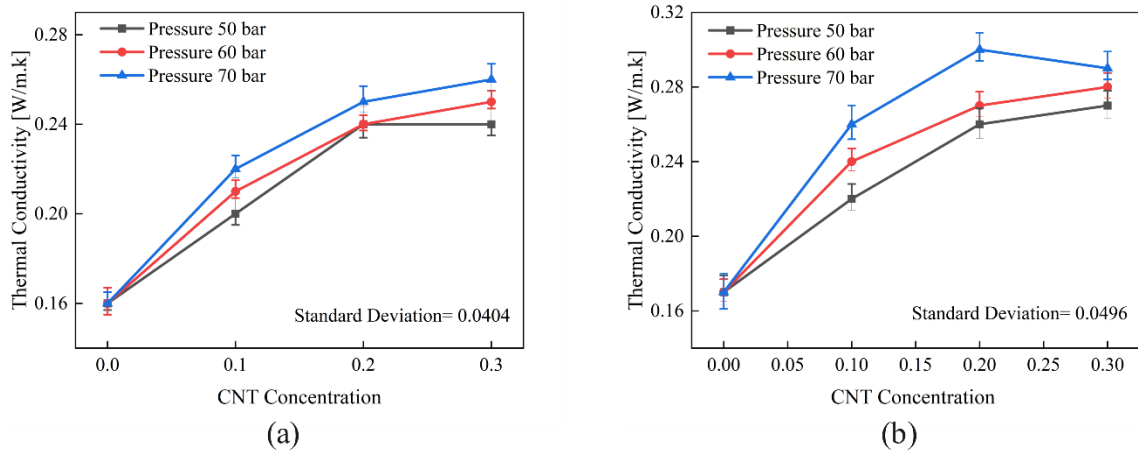 Thermal Conductivity [W/m.k]
0.28
0.24
0.20
0.16
Pressure 50 bar
Pressure 60 bar
Pressure 70 bar
Standard Deviation= 0.0404
0.0 0.1 0.2 0.3
CNT Concentration
(a)
Thermal Conductivity [W/m.k]
0.32
0.28
0.24
0.20
0.16
Pressure 50 bar
Pressure 60 bar
Pressure 70 bar
Standard Deviation= 0.0496
0.00 0.05 0.10 0.15 0.20 0.25 0.30
CNT Concentration
(b)